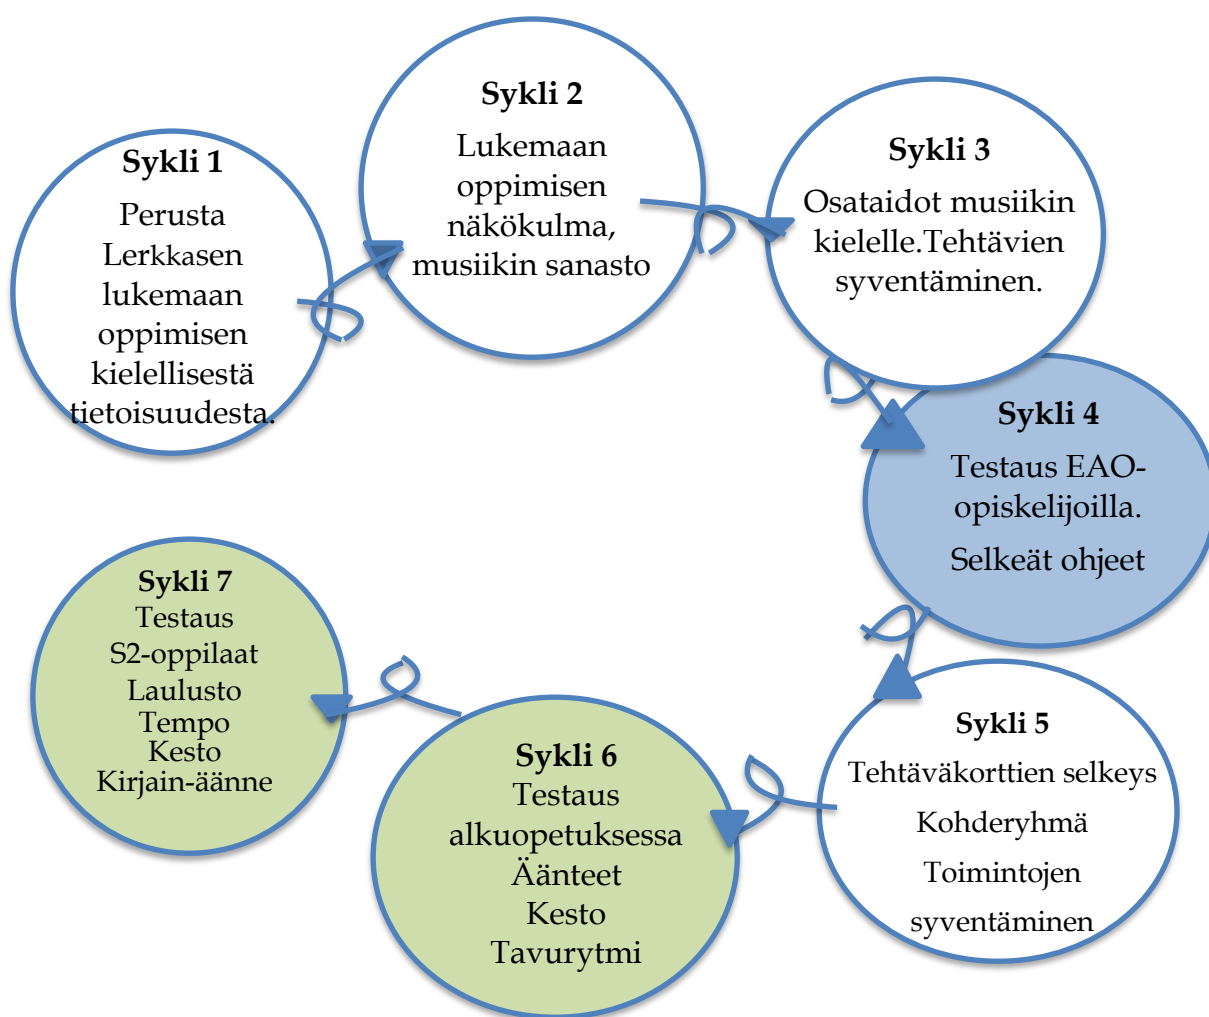 Sykli 1
Perusta
Lerkkasen
lukemaan
oppimisen
kielellisestä
tietoisuudesta.
Sykli 2
Lukemaan
oppimisen
näkökulma,
musiikin sanasto
Sykli 3
Osataidot musiikin
kielelle.Tehtävien
syventäminen.
Sykli 4
Testaus EAO-
opiskelijoilla.
Selkeät ohjeet
Sykli 5
Tehtäväkorttien selkeys
Kohderyhmä
Toimintojen
syventäminen
Sykli 6
Testaus
alkuopetuksessa
Äänteet
Kesto
Tavurytmi
Sykli 7
Testaus
S2-oppilaat
Laulusto
Tempo
Kesto
Kirjain-äänne